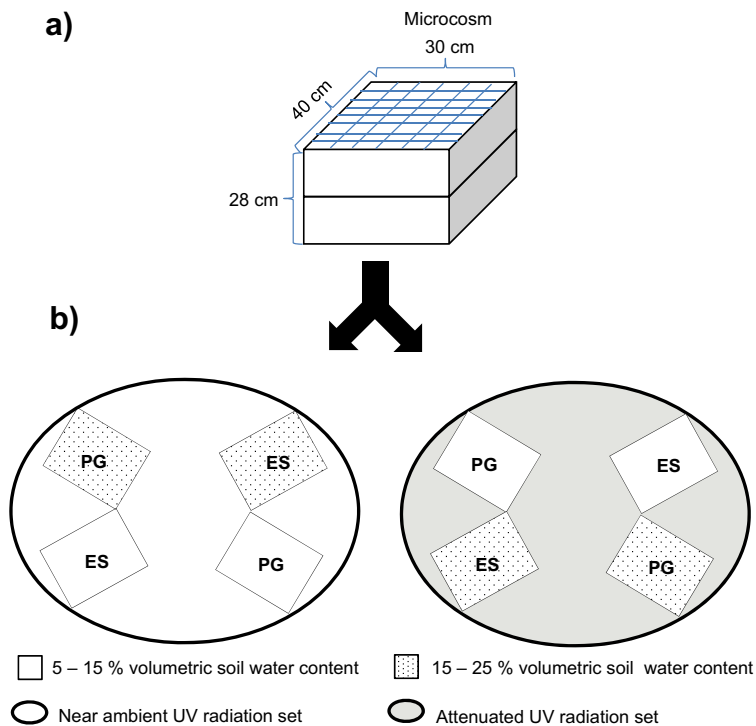 a)
Microcosm
30 cm
40 cm
28 cm
b)
PG
ES
PG
ES
ES
PG
ES
PG
5 – 15 % volumetric soil water content
15 – 25 % volumetric soil water content
Near ambient UV radiation set
Attenuated UV radiation set